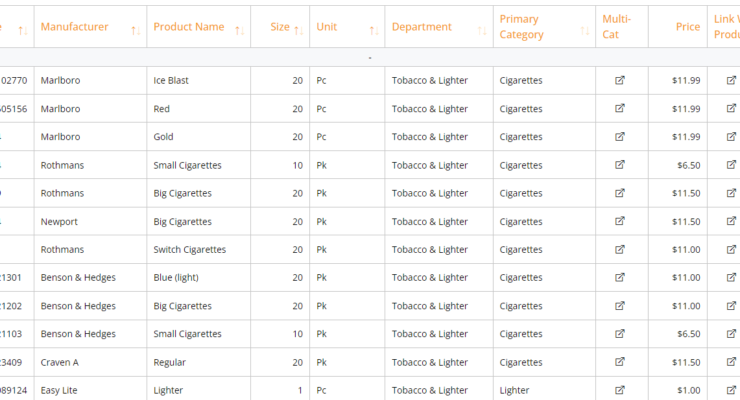 Manufacturer Product Name Size Unit Department Primary Category Multi-Cat Price Link
-
02770 Marlboro Ice Blast 20 Pc Tobacco & Lighter Cigarettes $11.99
05156 Marlboro Red 20 Pc Tobacco & Lighter Cigarettes $11.99
Marlboro Gold 20 Pc Tobacco & Lighter Cigarettes $11.99
Rothmans Small Cigarettes 10 Pk Tobacco & Lighter Cigarettes $6.50
Rothmans Big Cigarettes 20 Pk Tobacco & Lighter Cigarettes $11.50
Newport Big Cigarettes 20 Pk Tobacco & Lighter Cigarettes $11.50
Rothmans Switch Cigarettes 20 Pk Tobacco & Lighter Cigarettes $11.00
21301 Benson & Hedges Blue (light) 20 Pk Tobacco & Lighter Cigarettes $11.00
21202 Benson & Hedges Big Cigarettes 20 Pk Tobacco & Lighter Cigarettes $11.00
21103 Benson & Hedges Small Cigarettes 10 Pk Tobacco & Lighter Cigarettes $6.50
23409 Craven A Regular 20 Pk Tobacco & Lighter Cigarettes $11.50
089124 Easy Lite Lighter 1 Pc Tobacco & Lighter Lighter $1.00